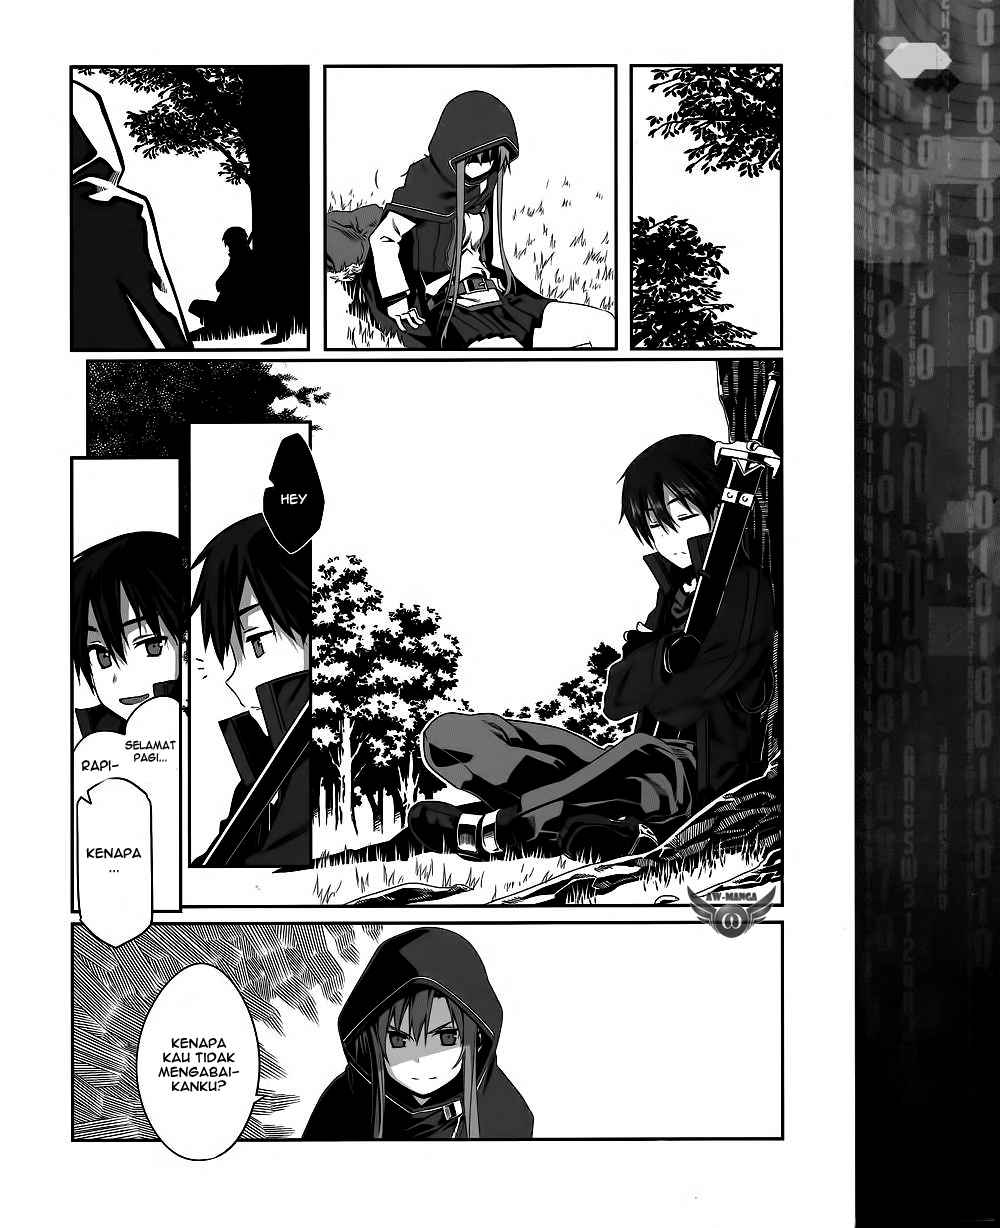 HEY
SELAMAT
PAGI...
RAPI-
KENAPA
...
KENAPA
KAU TIDAK
MENGABAI-
KANKU?
AW-MANGA